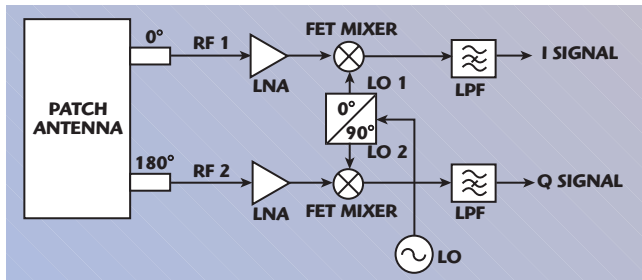 0°
RF 1
FET MIXER
LNA
LO 1
LPF
I SIGNAL
PATCH
ANTENNA
0°
90°
180°
RF 2
LO 2
LNA
FET MIXER
LPF
Q SIGNAL
LO